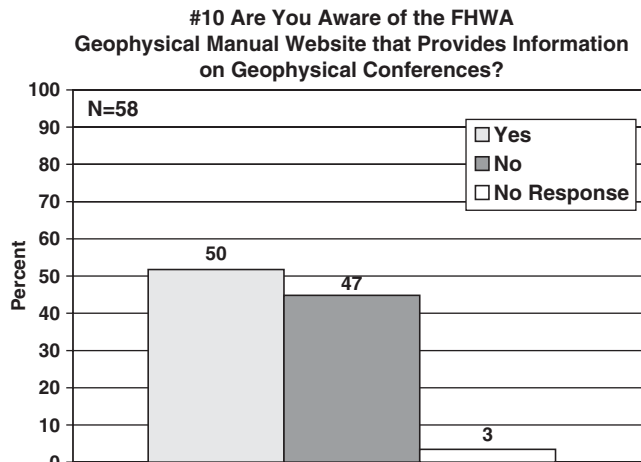 #10 Are You Aware of the FHWA
Geophysical Manual Website that Provides Information
on Geophysical Conferences?
100
N=58
90
Yes
80
No
70
No Response
60
50
50
47
40
Percent
30
20
10
3
0